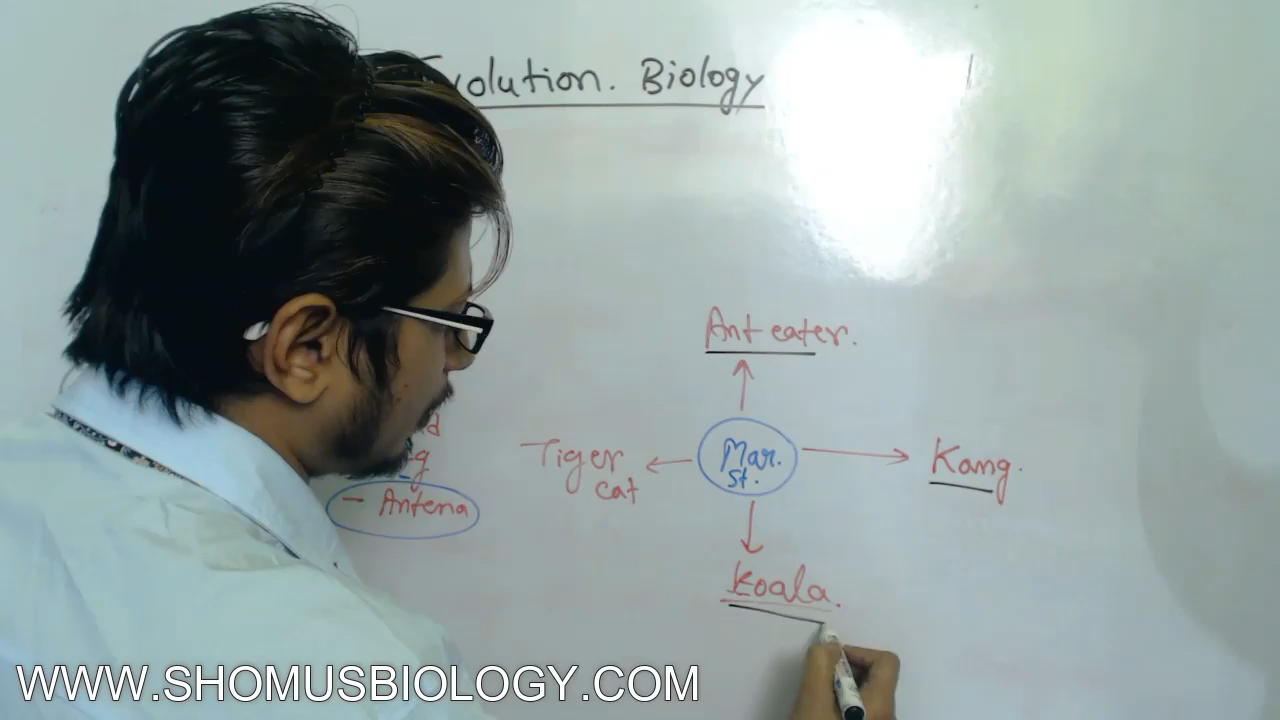 volution. Biology
Ant eater.
Tiger
cat
Mar.
st.
Kang.
- Antena
Koala.
WWW.SHOMUSBIOLOGY.COM